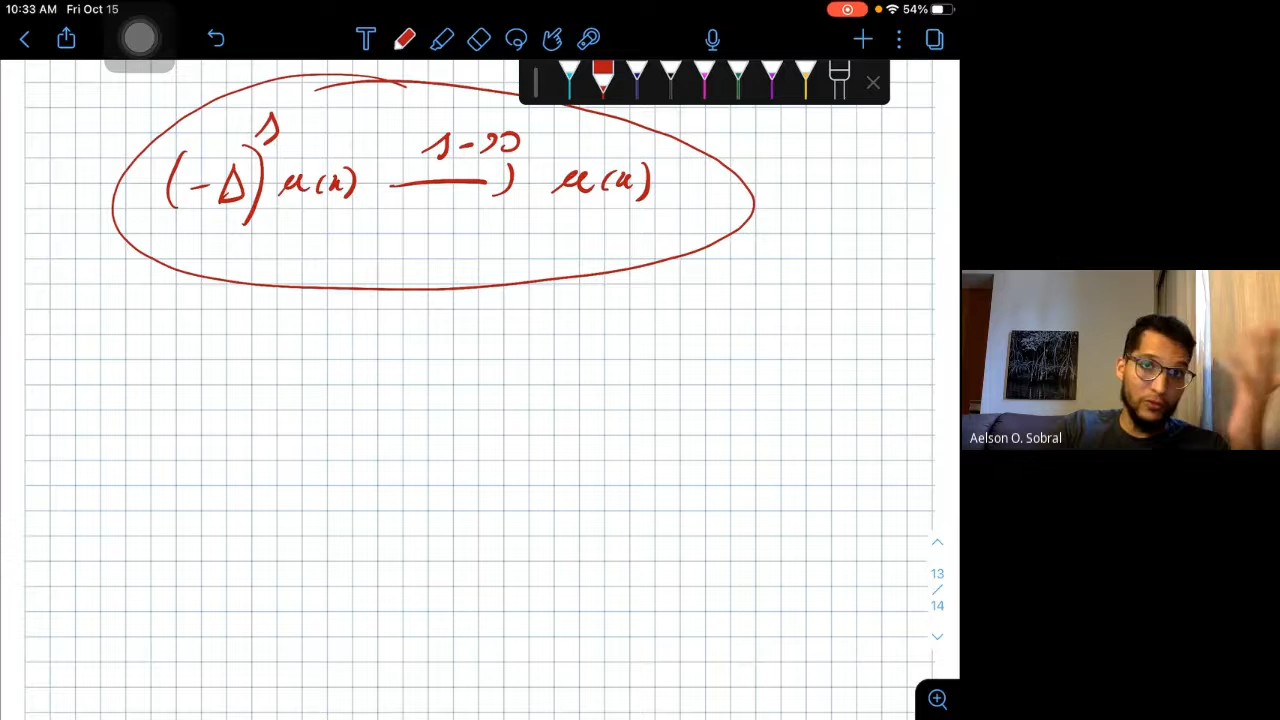 10:33 AM Fri Oct 15
54%
s → 0
(-Δ)^s u(x) ⟶ u(x)
Aelson O. Sobral
13
/
14